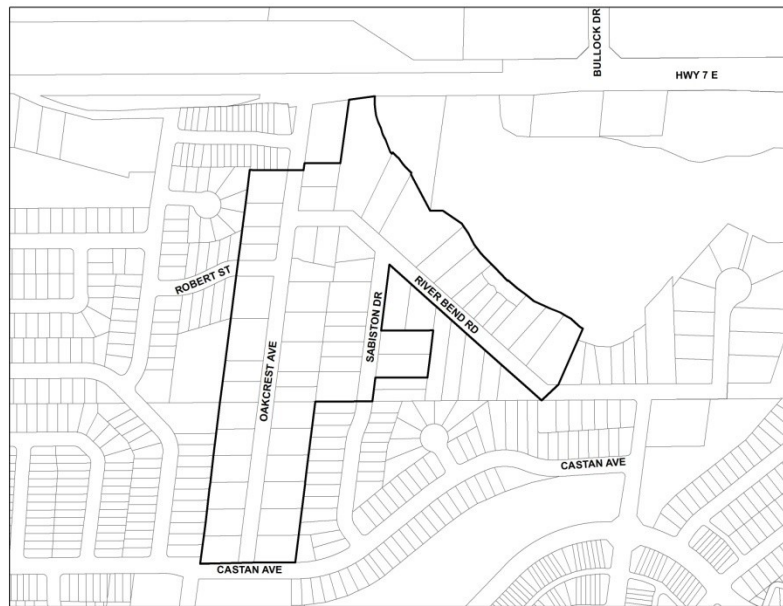 BULLOCK DR
HWY 7 E
ROBERT ST
RIVER BEND RD
SABISTON DR
OAKCREST AVE
CASTAN AVE
CASTAN AVE